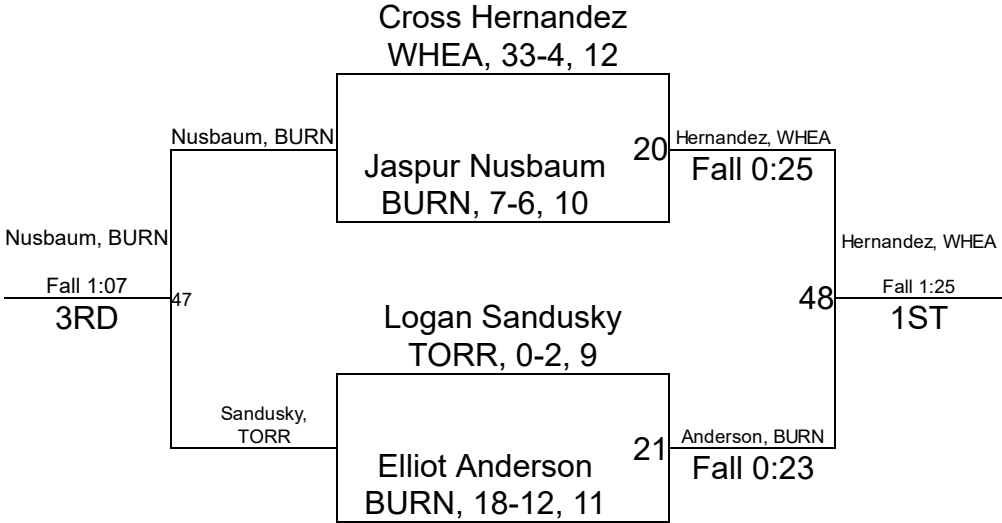 Cross Hernandez
WHEA, 33-4, 12
Nusbaum, BURN
Jaspur Nusbaum
BURN, 7-6, 10
20
Hernandez, WHEA
Fall 0:25
Nusbaum, BURN
Fall 1:07
3RD
47
Hernandez, WHEA
48
Fall 1:25
1ST
Logan Sandusky
TORR, 0-2, 9
Sandusky,
TORR
Elliot Anderson
BURN, 18-12, 11
21
Anderson, BURN
Fall 0:23